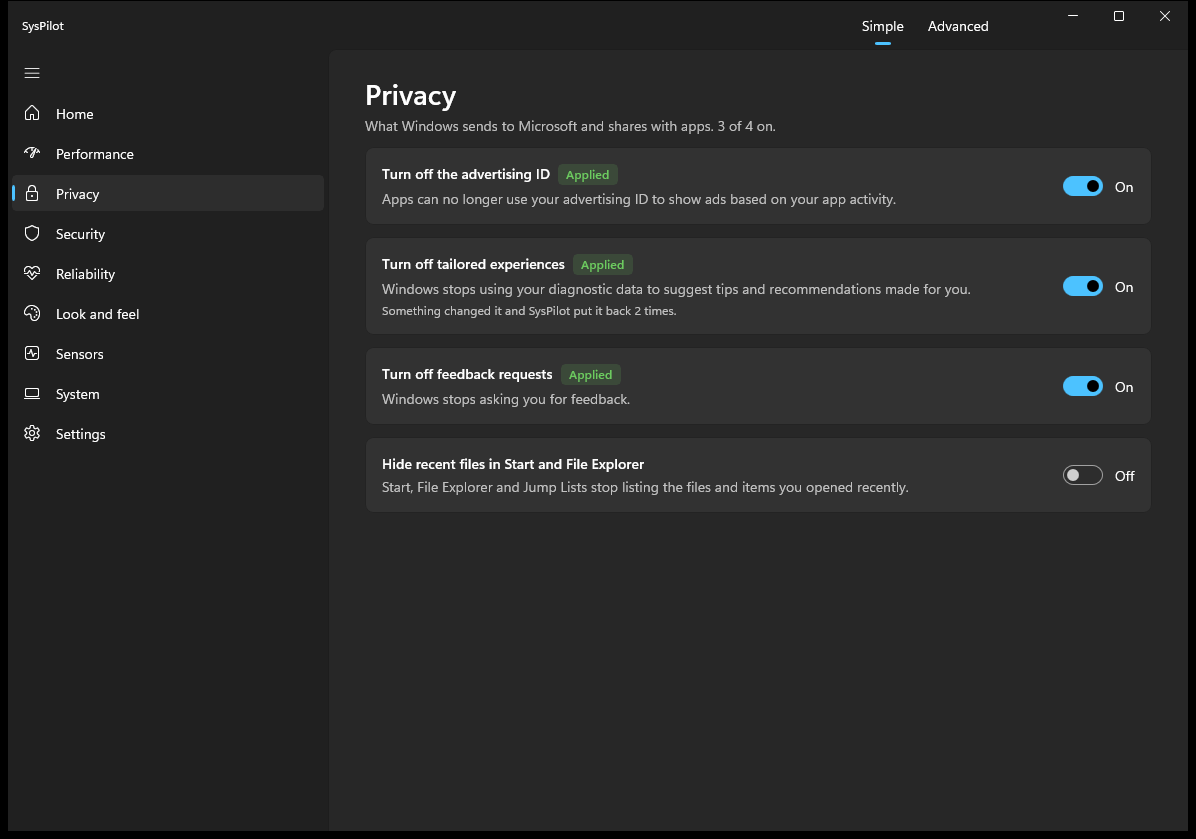 SysPilot
Simple
Advanced
Home
Performance
Privacy
Security
Reliability
Look and feel
Sensors
System
Settings
Privacy
What Windows sends to Microsoft and shares with apps. 3 of 4 on.
Turn off the advertising ID Applied
Apps can no longer use your advertising ID to show ads based on your app activity.
On
Turn off tailored experiences Applied
Windows stops using your diagnostic data to suggest tips and recommendations made for you.
Something changed it and SysPilot put it back 2 times.
On
Turn off feedback requests Applied
Windows stops asking you for feedback.
On
Hide recent files in Start and File Explorer
Start, File Explorer and Jump Lists stop listing the files and items you opened recently.
Off